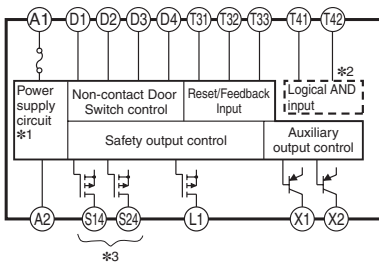 A1 D1 D2 D3 D4 T31 T32 T33 T41 T42
*2
Power
supply
circuit
*1
Non-contact Door
Switch control
Reset/Feedback
Input
Logical AND
input
Safety output control
Auxiliary
output control
A2 S14 S24 L1 X1 X2
*3